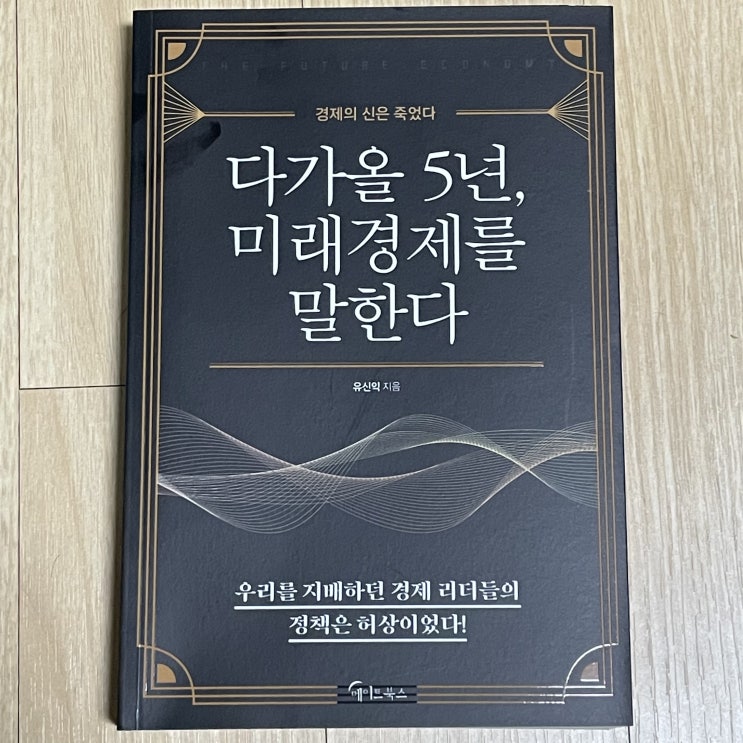 THE FUTURE ECONOMY
경제의 신은 죽었다
다가올 5년,
미래경제를
말한다
유신익 지음
우리를 지배하던 경제 리더들의
정책은 허상이었다!
메이트북스